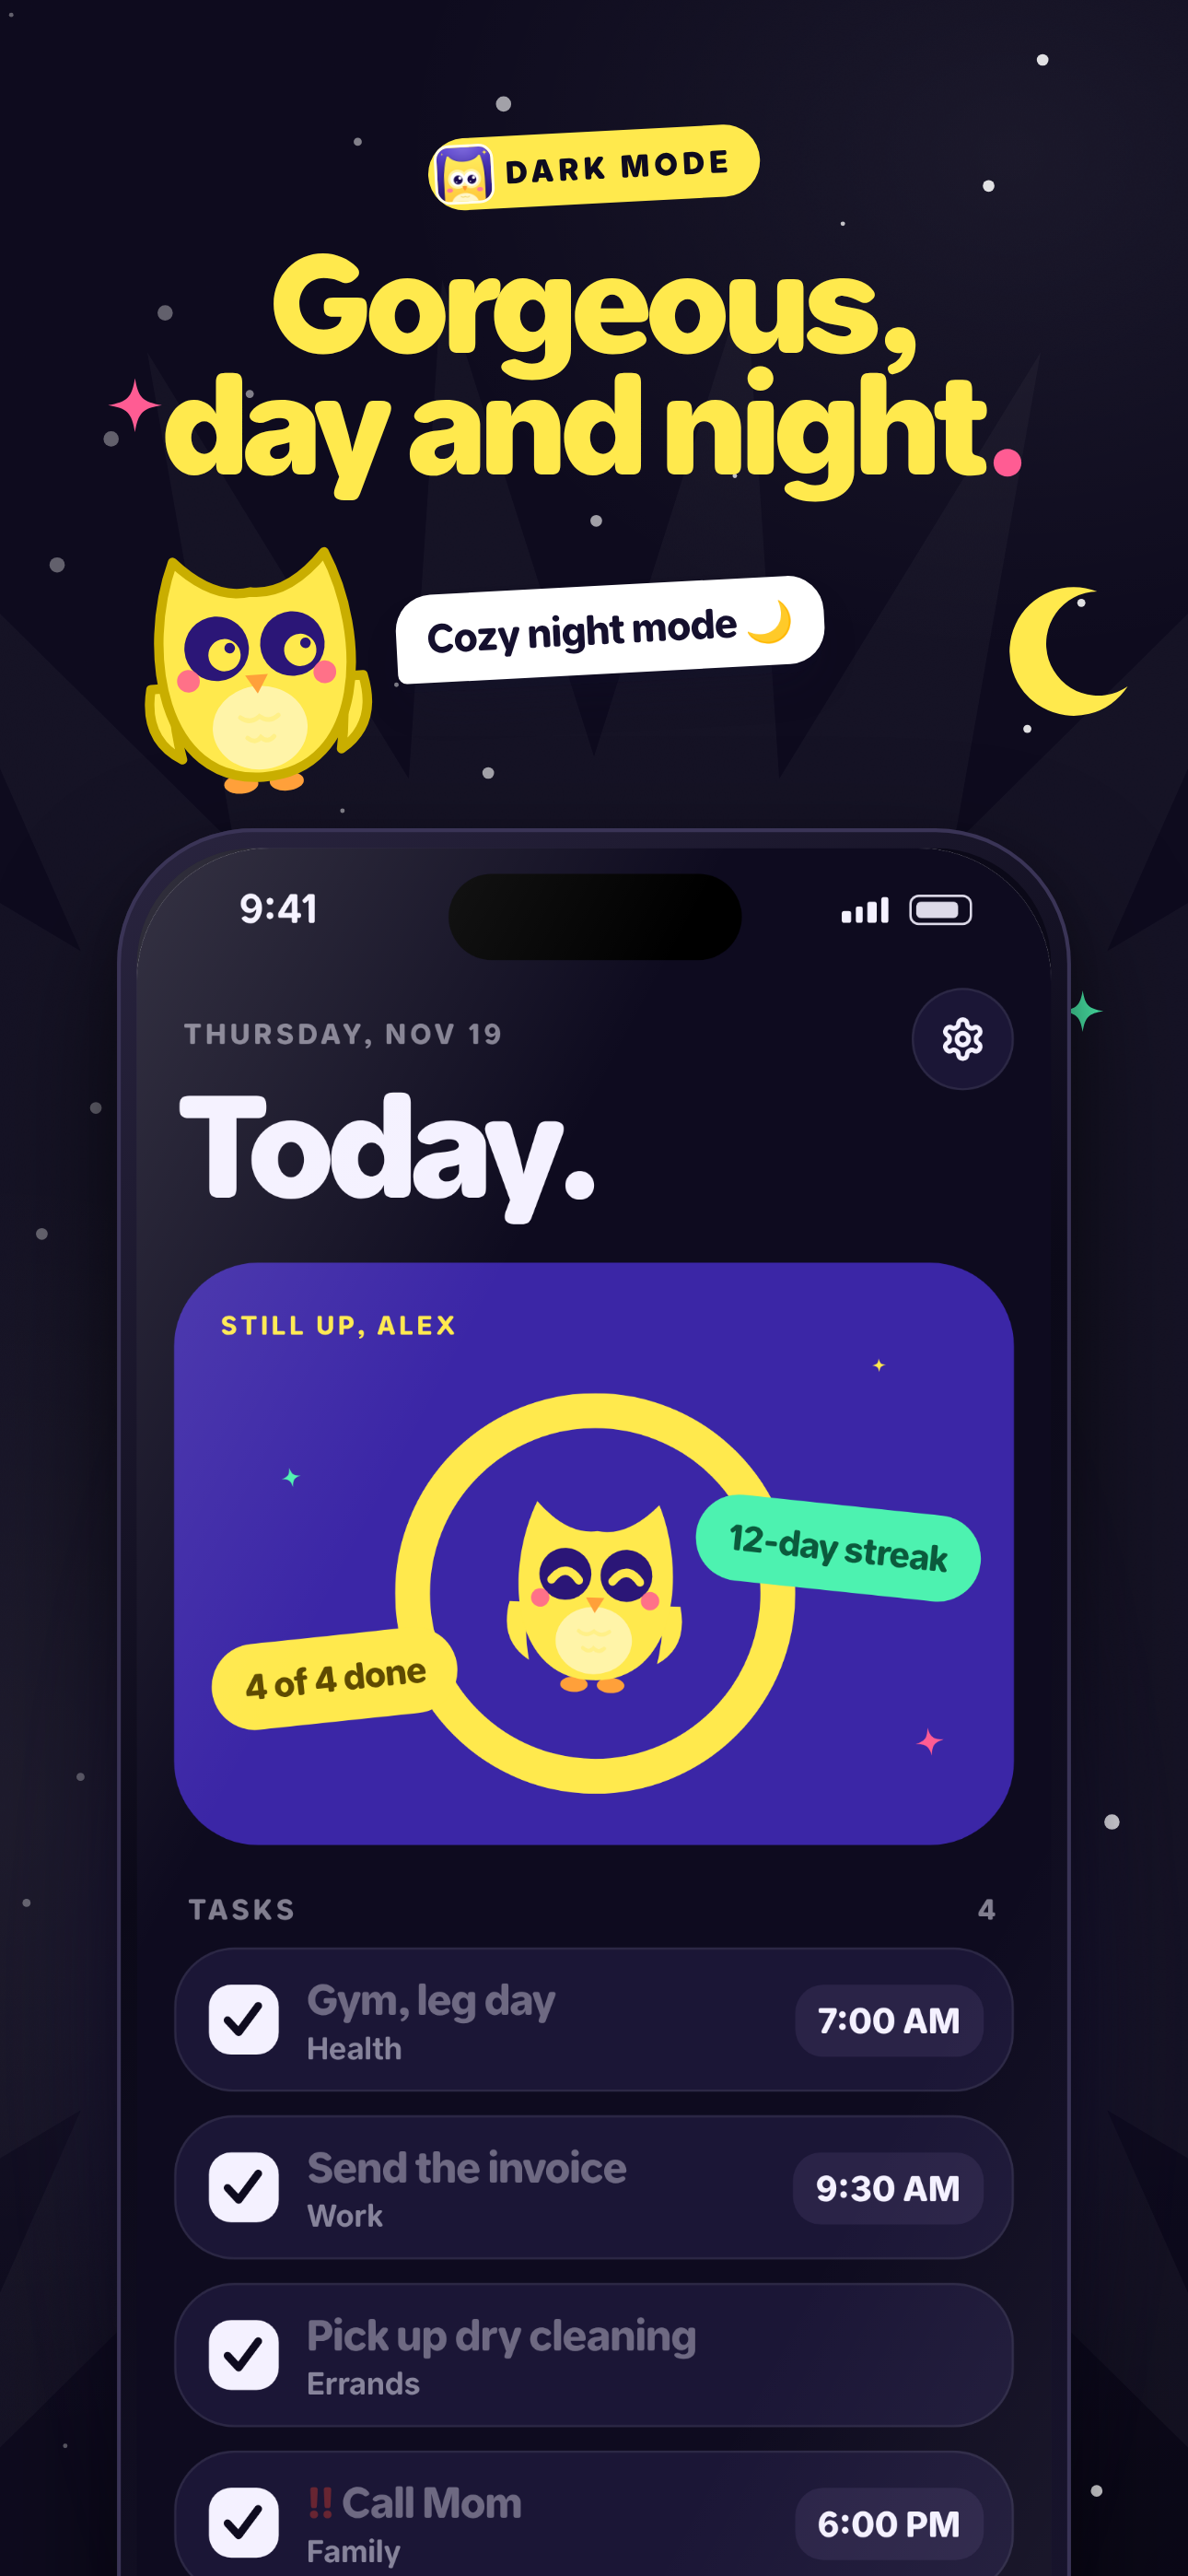 DARK MODE
Gorgeous,
day and night.
Cozy night mode 🌙
9:41
THURSDAY, NOV 19
Today.
STILL UP, ALEX
12-day streak
4 of 4 done
TASKS 4
Gym, leg day
Health
7:00 AM
Send the invoice
Work
9:30 AM
Pick up dry cleaning
Errands
!! Call Mom
Family
6:00 PM